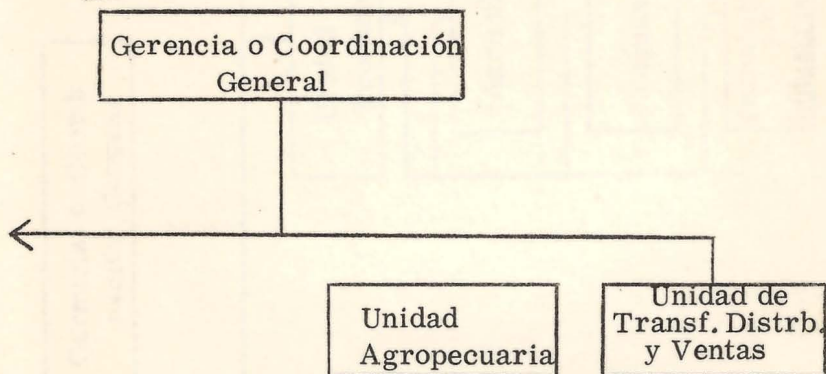 Gerencia o Coordinación
General
Unidad
Agropecuaria
Unidad de
Transf. Distrb.
y Ventas